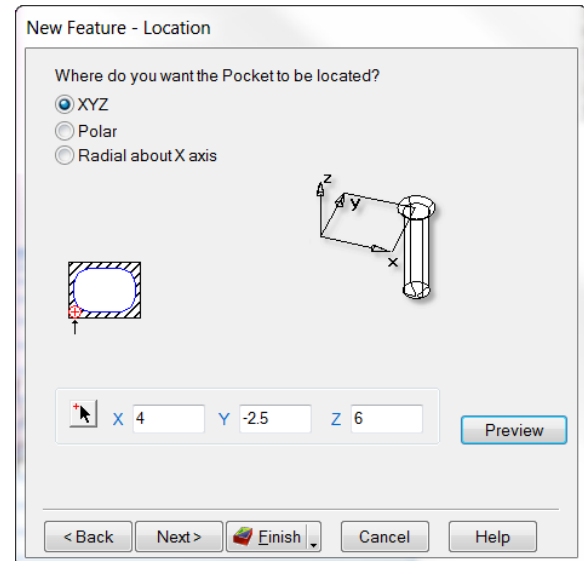 New Feature - Location
Where do you want the Pocket to be located?
XYZ
Polar
Radial about X axis
z
y
x
X 4 Y -2.5 Z 6
Preview
< Back Next > Finish Cancel Help